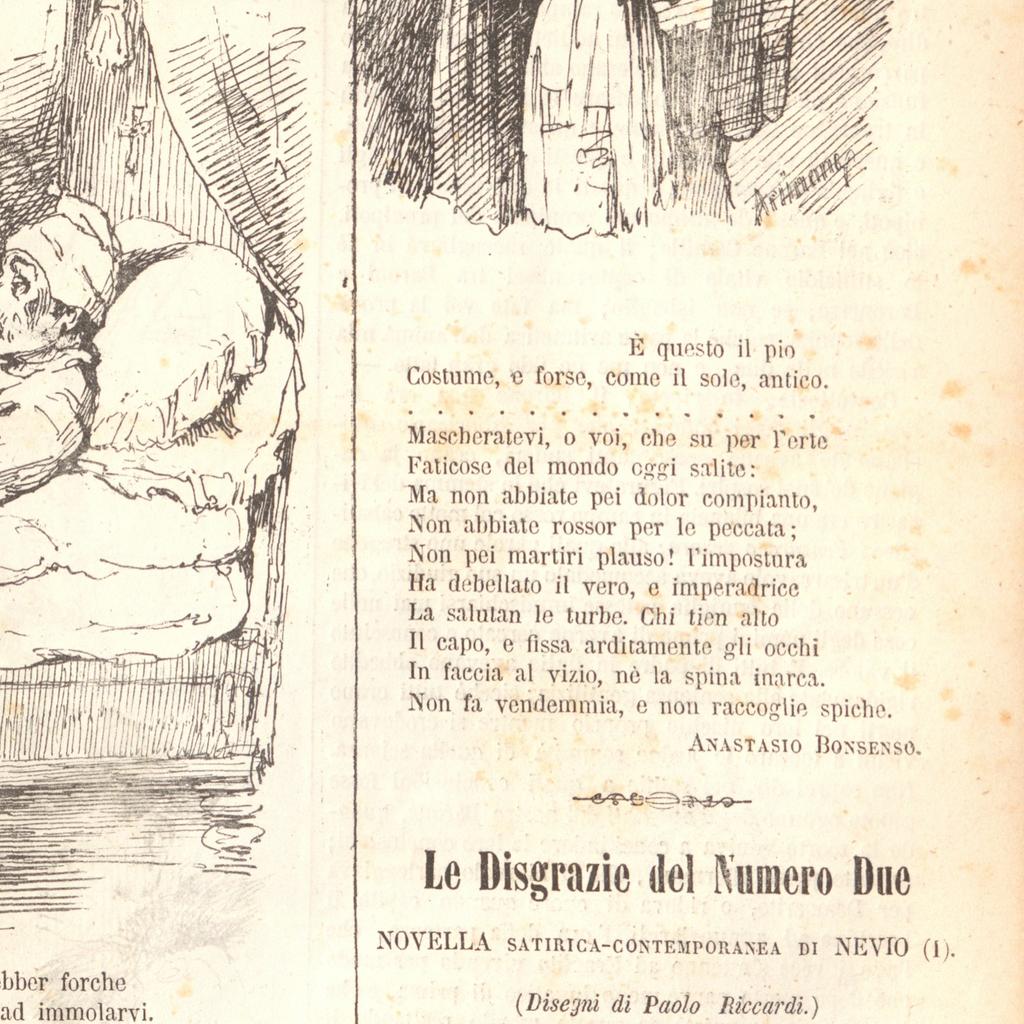 Arimanno
È questo il pio
Costume, e forse, come il sole, antico.
. . . . . . . . . . . . . .
Mascheratevi, o voi, che su per l'erte
Faticose del mondo oggi salite:
Ma non abbiate pei dolor compianto,
Non abbiate rossor per le peccata;
Non pei martiri plauso! l'impostura
Ha debellato il vero, e imperadrice
La salutan le turbe. Chi tien alto
Il capo, e fissa arditamente gli occhi
In faccia al vizio, nè la spina inarca.
Non fa vendemmia, e non raccoglie spiche.
ANASTASIO BONSENSO.
Le Disgrazie del Numero Due
NOVELLA SATIRICA-CONTEMPORANEA DI NEVIO (1).
(Disegni di Paolo Riccardi.)
ebber forche
ad immolarvi.